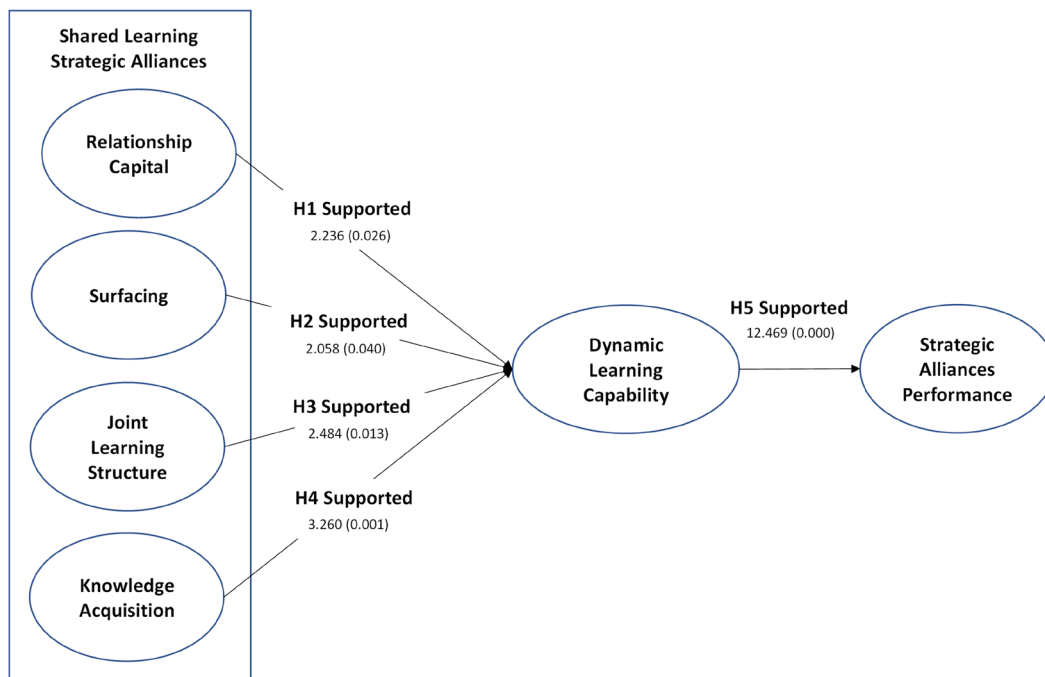 Shared Learning
Strategic Alliances
Relationship
Capital
H1 Supported
2.236 (0.026)
Surfacing
H2 Supported
2.058 (0.040)
Joint
Learning
Structure
H3 Supported
2.484 (0.013)
Knowledge
Acquisition
H4 Supported
3.260 (0.001)
Dynamic
Learning
Capability
H5 Supported
12.469 (0.000)
Strategic
Alliances
Performance